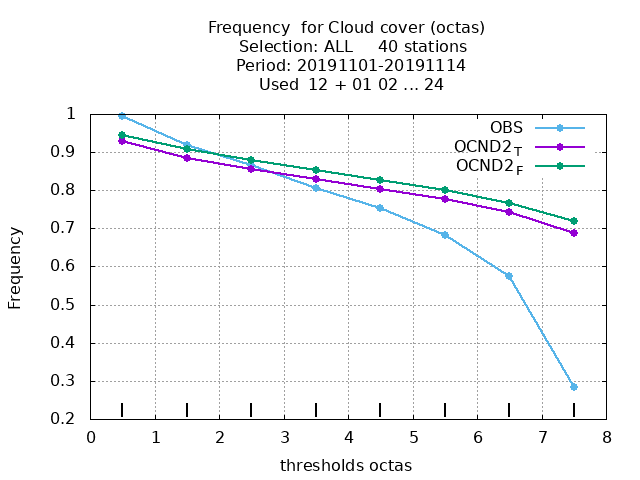 Frequency  for Cloud cover (octas)
Selection: ALL     40 stations
Period: 20191101-20191114
Used  12 + 01 02 ... 24
OBS
OCND2T
OCND2F
1
0.9
0.8
0.7
0.6
0.5
0.4
0.3
0.2
Frequency
0 1 2 3 4 5 6 7 8
thresholds octas